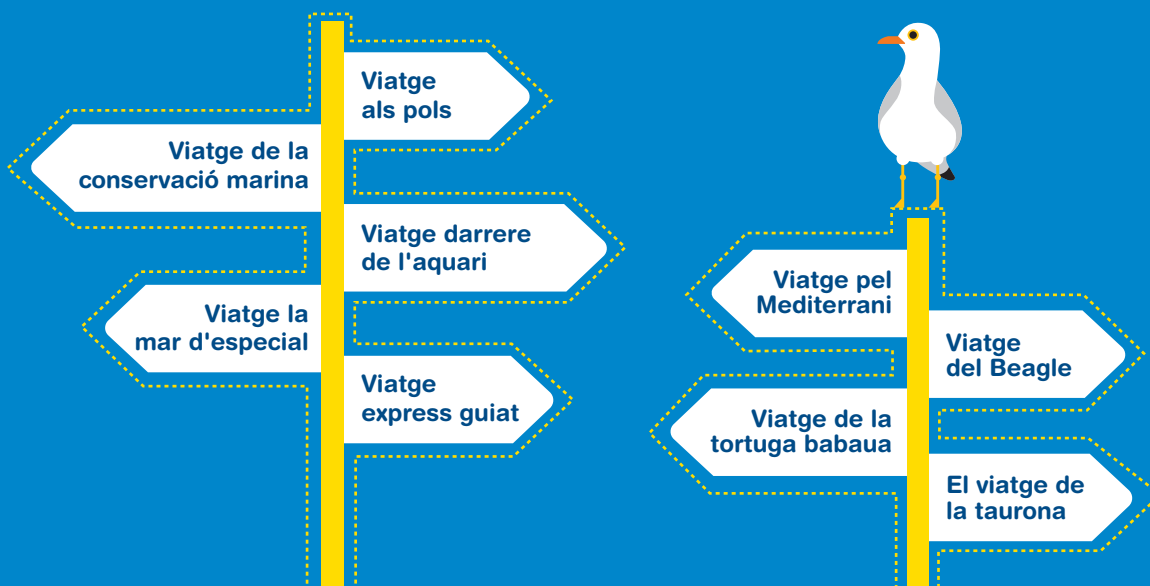 Viatge
als pols
Viatge de la
conservació marina
Viatge darrere
de l'aquari
Viatge la
mar d'especial
Viatge
express guiat
Viatge pel
Mediterrani
Viatge
del Beagle
Viatge de la
tortuga babaua
El viatge de
la taurona